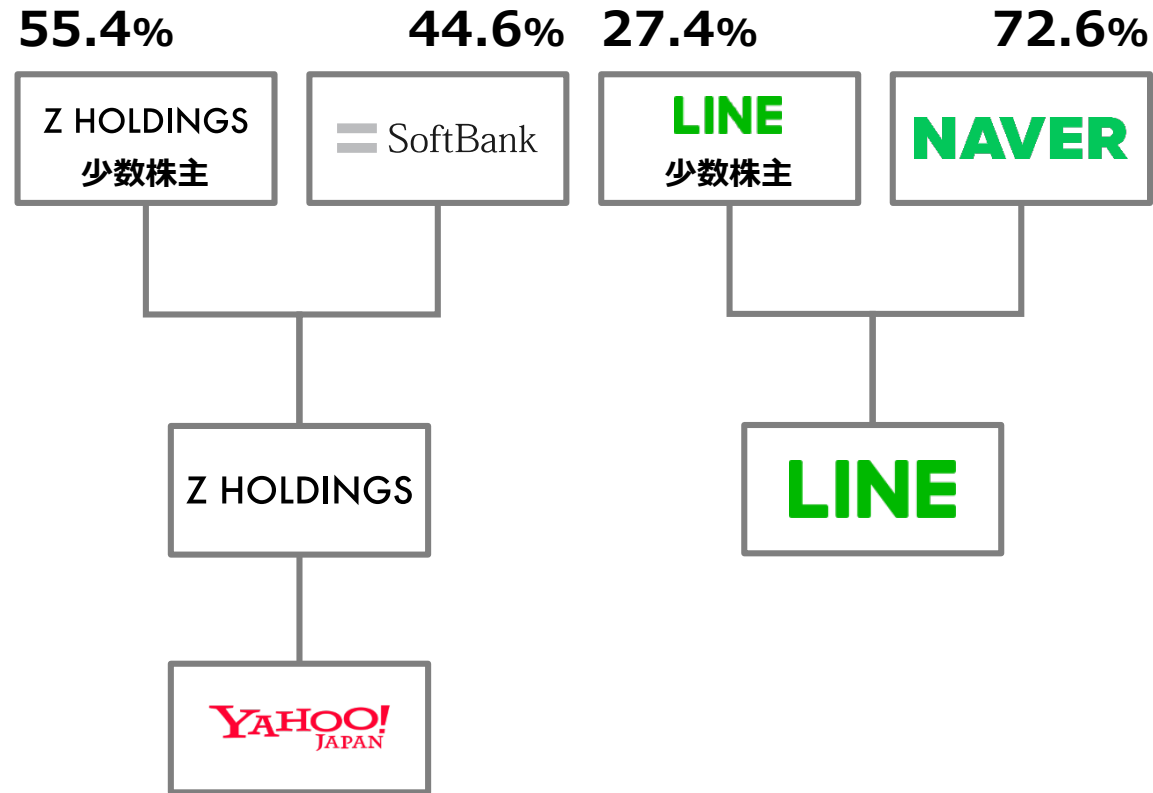 55.4%
44.6%
27.4%
72.6%
Z HOLDINGS
少数株主
SoftBank
LINE
少数株主
NAVER
Z HOLDINGS
LINE
YAHOO!
JAPAN